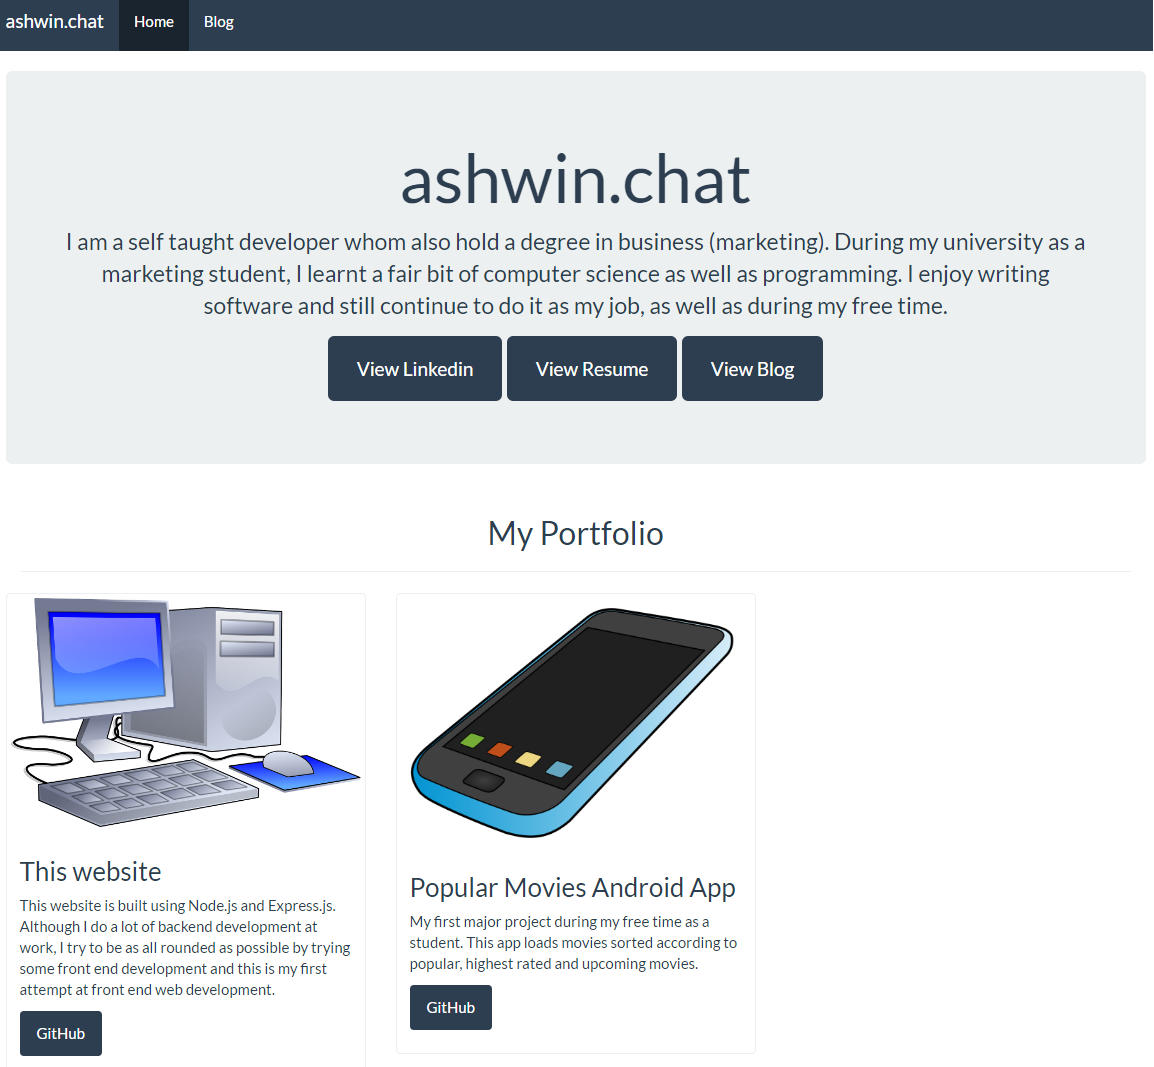 ashwin.chat Home Blog
ashwin.chat
I am a self taught developer whom also hold a degree in business (marketing). During my university as a
marketing student, I learnt a fair bit of computer science as well as programming. I enjoy writing
software and still continue to do it as my job, as well as during my free time.
View Linkedin View Resume View Blog
My Portfolio
This website
This website is built using Node.js and Express.js.
Although I do a lot of backend development at
work, I try to be as all rounded as possible by trying
some front end development and this is my first
attempt at front end web development.
GitHub
Popular Movies Android App
My first major project during my free time as a
student. This app loads movies sorted according to
popular, highest rated and upcoming movies.
GitHub